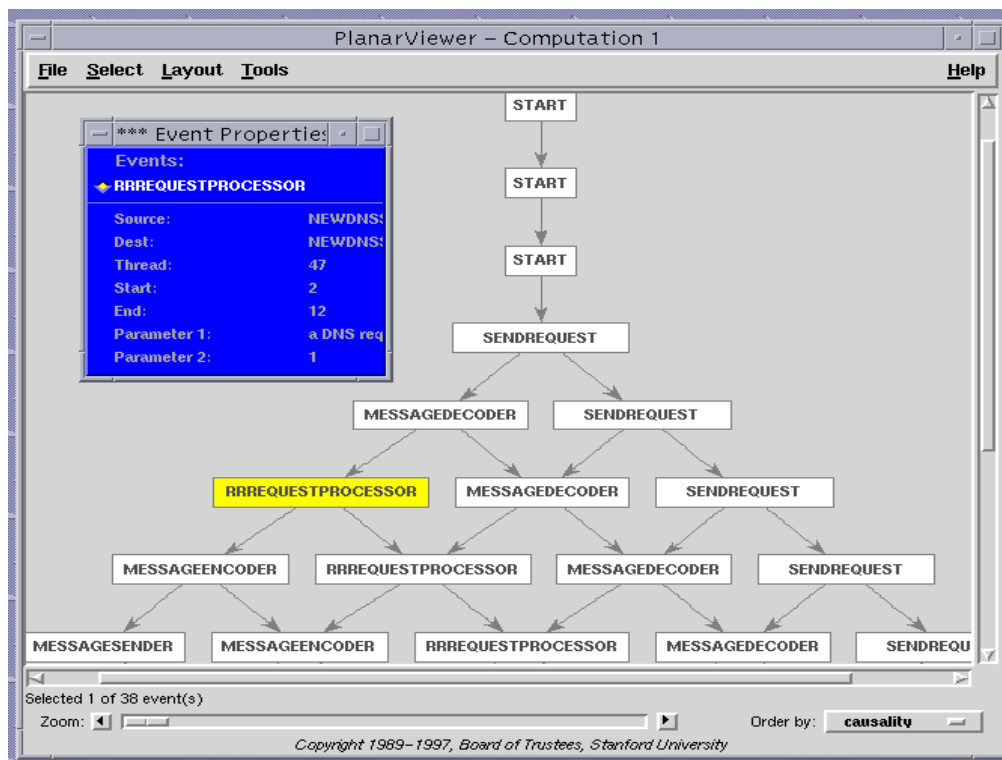 PlanarViewer – Computation 1
File Select Layout Tools Help
START
*** Event Properties
Events:
RRREQUESTPROCESSOR
Source: NEWDNS
Dest: NEWDNS
Thread: 47
Start: 2
End: 12
Parameter 1: a DNS req
Parameter 2: 1
START
START
SENDREQUEST
MESSAGEDECODER SENDREQUEST
RRREQUESTPROCESSOR MESSAGEDECODER SENDREQUEST
MESSAGEENCODER RRREQUESTPROCESSOR MESSAGEDECODER SENDREQUEST
MESSAGESENDER MESSAGEENCODER RRREQUESTPROCESSOR MESSAGEDECODER SENDREQU
Selected 1 of 38 event(s)
Zoom: Order by: causality
Copyright 1989–1997, Board of Trustees, Stanford University